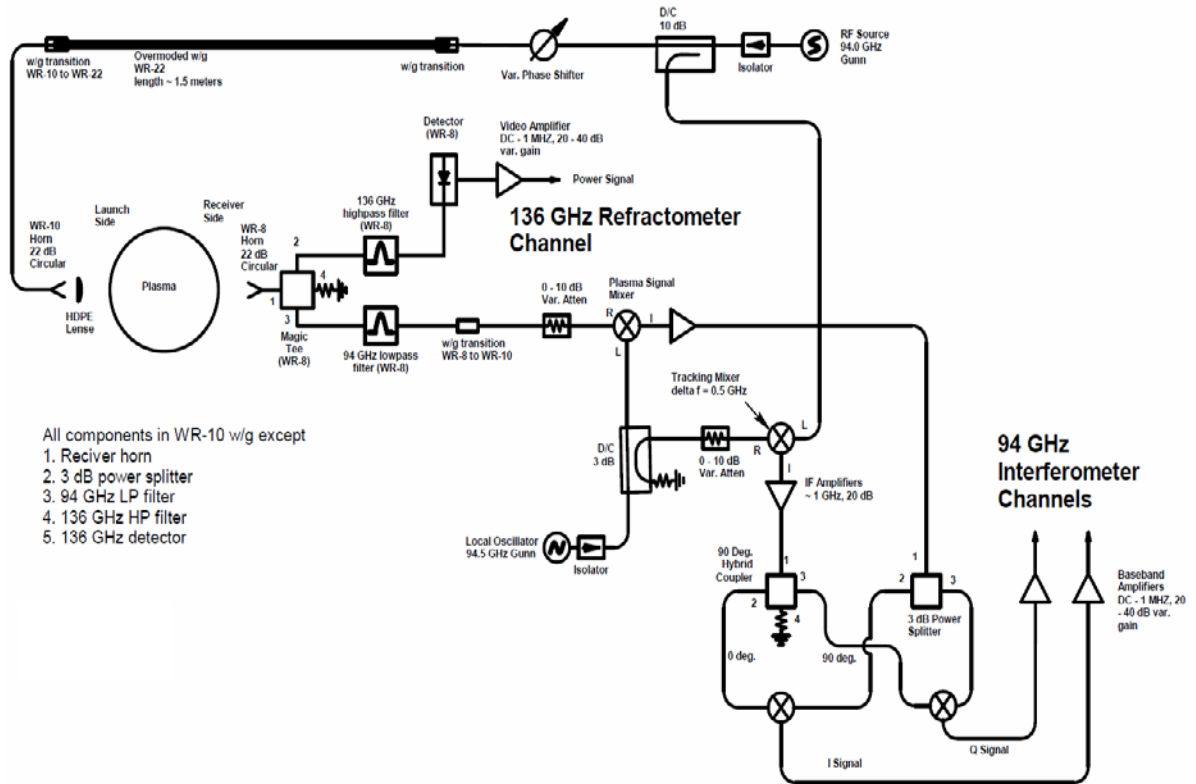 D/C
10 dB
RF Source
94.0 GHz
Gunn
Isolator
w/g transition
WR-10 to WR-22
Overmoded w/g
WR-22
length ~ 1.5 meters
w/g transition
Var. Phase Shifter
Detector
(WR-8)
Video Amplifier
DC - 1 MHZ, 20 - 40 dB
var. gain
Power Signal
136 GHz
highpass filter
(WR-8)
136 GHz Refractometer
Channel
Launch
Side
Receiver
Side
WR-10
Horn
22 dB
Circular
WR-8
Horn
22 dB
Circular
Plasma
HDPE
Lense
1
2
3
4
Magic
Tee
(WR-8)
94 GHz lowpass
filter (WR-8)
w/g transition
WR-8 to WR-10
0 - 10 dB
Var. Atten
Plasma Signal
Mixer
R
I
L
Tracking Mixer
delta f = 0.5 GHz
L
R
I
D/C
3 dB
0 - 10 dB
Var. Atten
IF Amplifiers
~ 1 GHz, 20 dB
94 GHz
Interferometer
Channels
All components in WR-10 w/g except
1. Reciver horn
2. 3 dB power splitter
3. 94 GHz LP filter
4. 136 GHz HP filter
5. 136 GHz detector
Local Oscillator
94.5 GHz Gunn
Isolator
90 Deg.
Hybrid
Coupler
1
2
3
4
1
2
3
3 dB Power
Splitter
Baseband
Amplifiers
DC - 1 MHZ, 20
- 40 dB var.
gain
0 deg.
90 deg.
Q Signal
I Signal